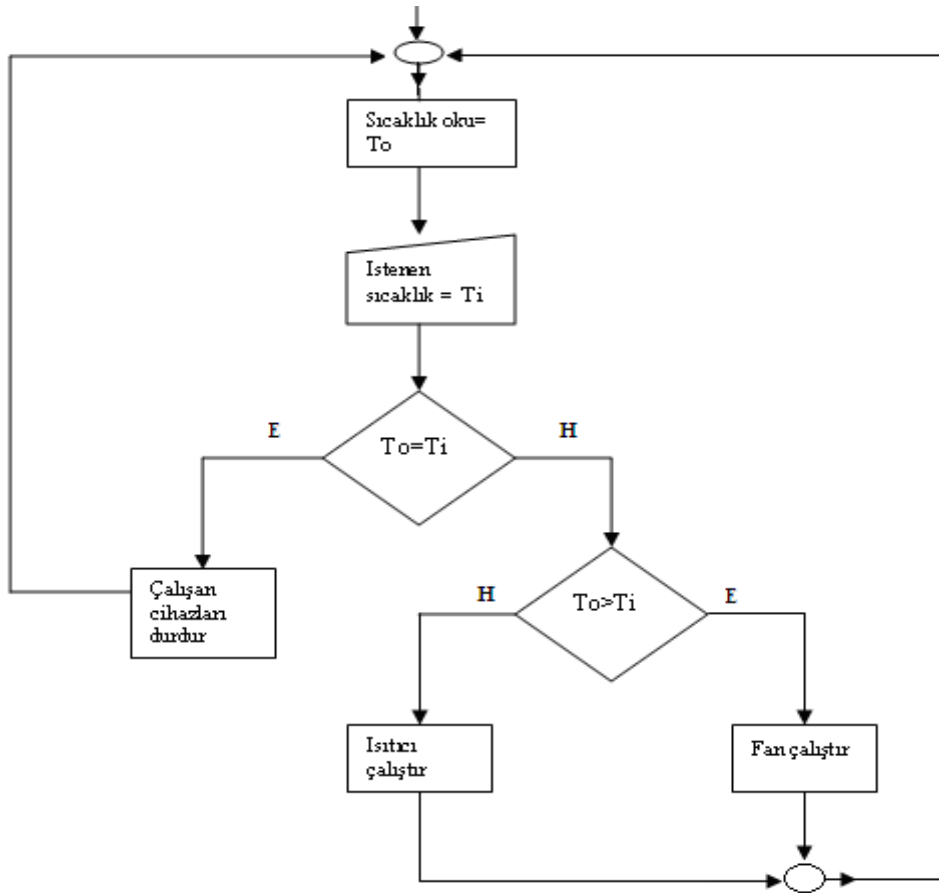 Sıcaklık oku=
To
Istenen
sıcaklık = Ti
E
H
To=Ti
Çalışan
cihazları
durdur
H
E
To>Ti
Isıtıcı
çalıştır
Fan çalıştır